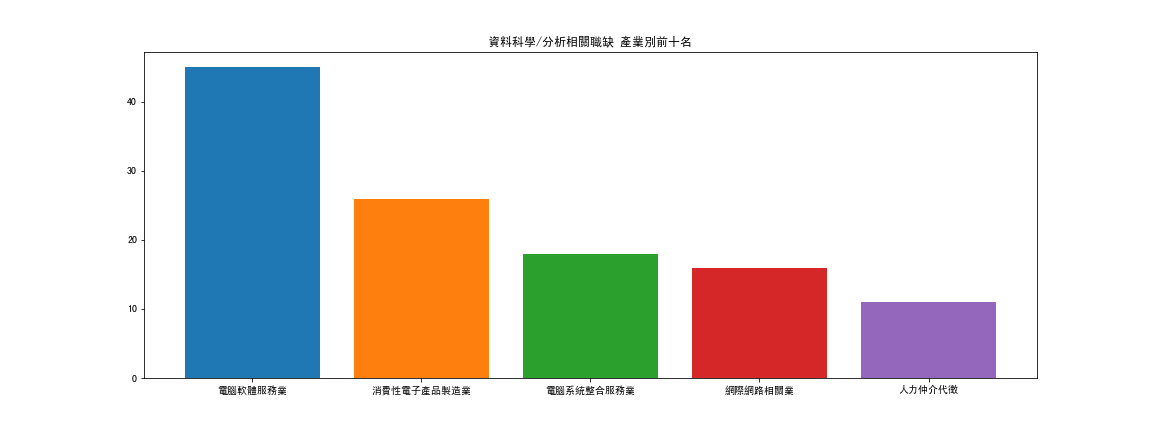 資料科學/分析相關職缺 產業別前十名
40
30
20
10
0
電腦軟體服務業
消費性電子產品製造業
電腦系統整合服務業
網際網路相關業
人力仲介代徵